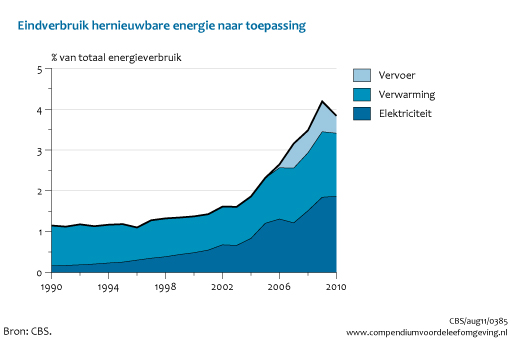 Eindverbruik hernieuwbare energie naar toepassing
% van totaal energieverbruik
5
4
3
2
1
0
1990 1994 1998 2002 2006 2010
Vervoer
Verwarming
Elektriciteit
CBS/aug11/0385
Bron: CBS. www.compendiumvoordeleefomgeving.nl